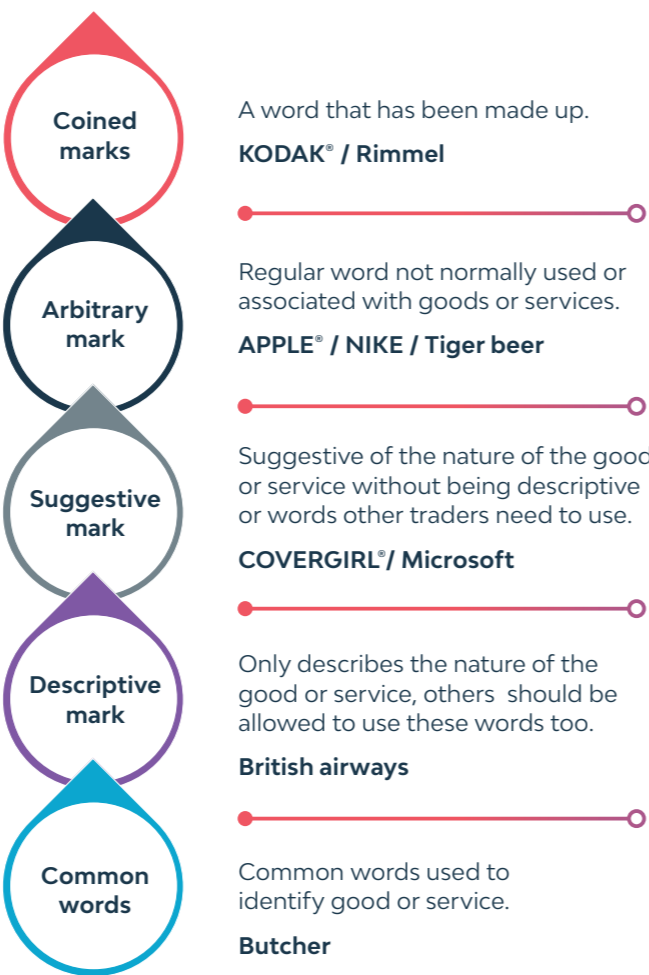 Coined
marks
A word that has been made up.
KODAK® / Rimmel
Arbitrary
mark
Regular word not normally used or
associated with goods or services.
APPLE® / NIKE / Tiger beer
Suggestive
mark
Suggestive of the nature of the good
or service without being descriptive
or words other traders need to use.
COVERGIRL®/ Microsoft
Descriptive
mark
Only describes the nature of the
good or service, others  should be
allowed to use these words too.
British airways
Common
words
Common words used to
identify good or service.
Butcher